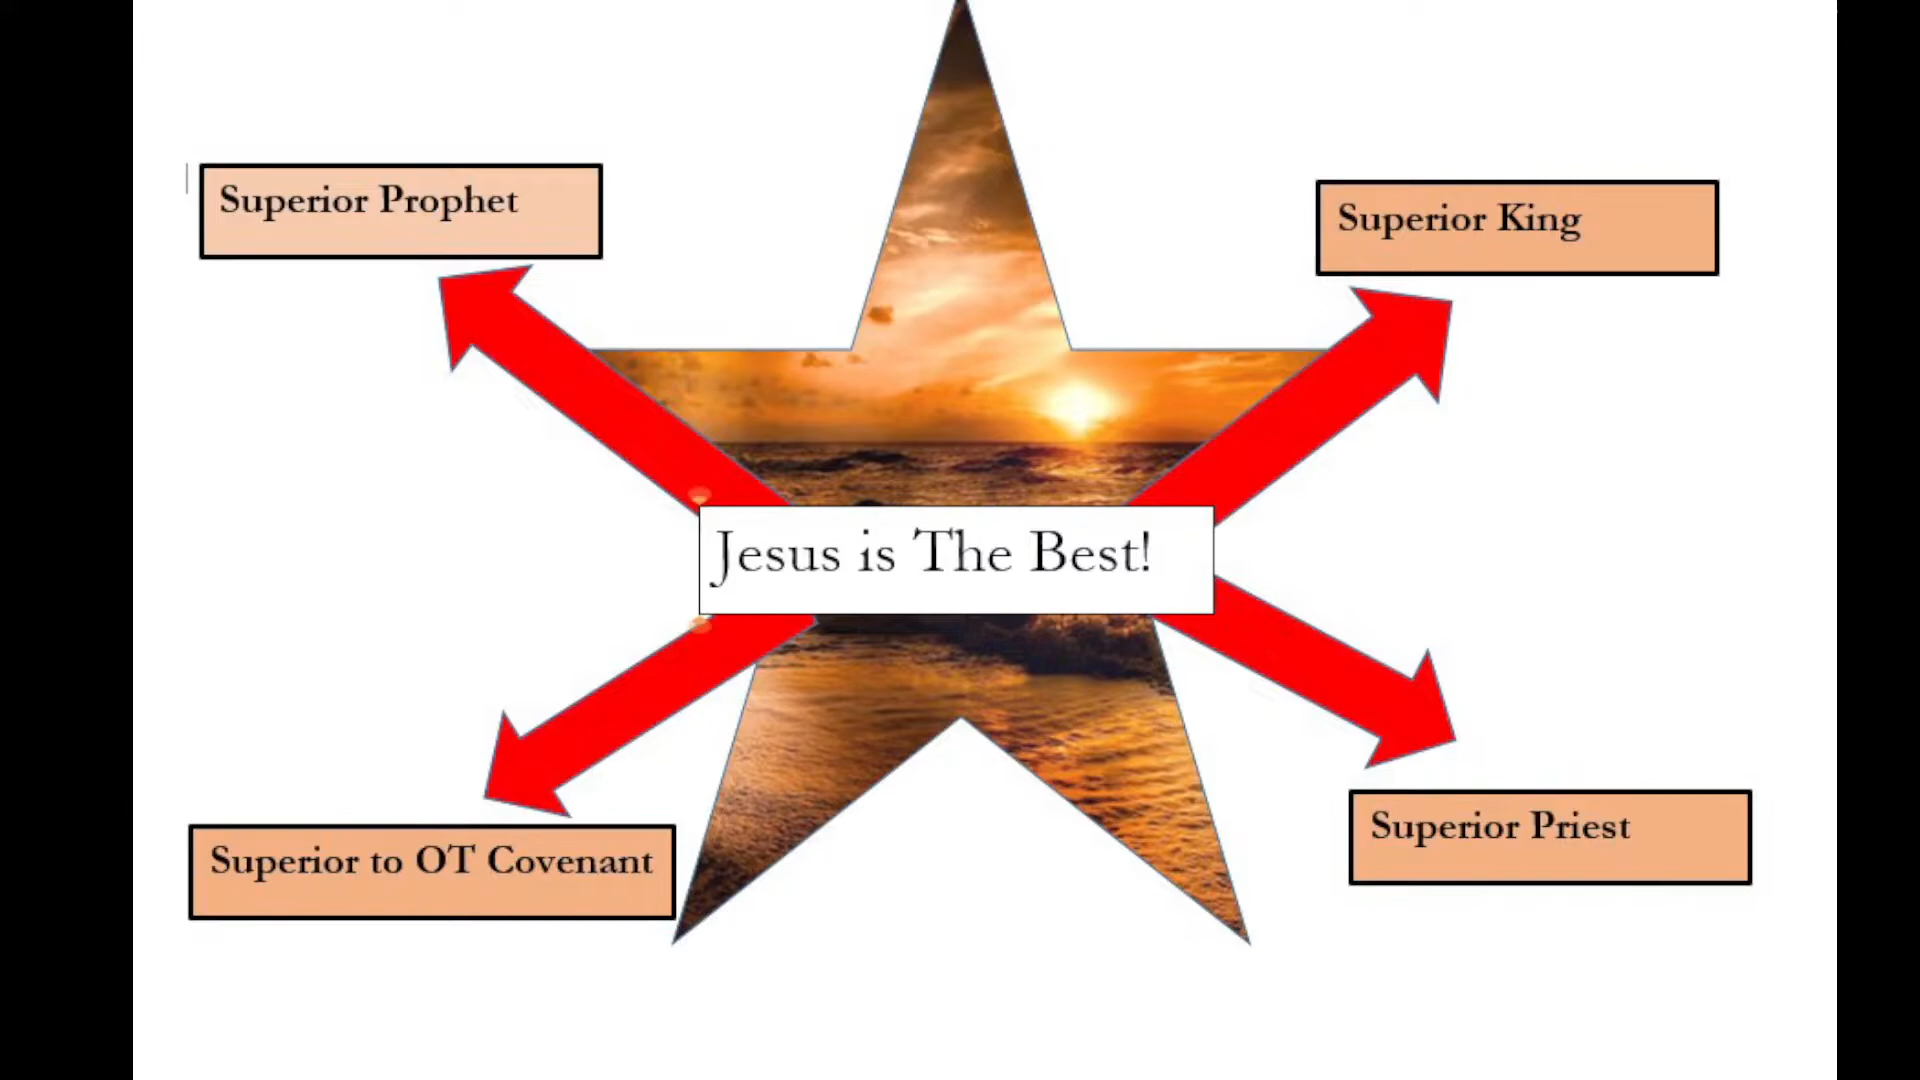 Superior Prophet
Superior King
Jesus is The Best!
Superior to OT Covenant
Superior Priest